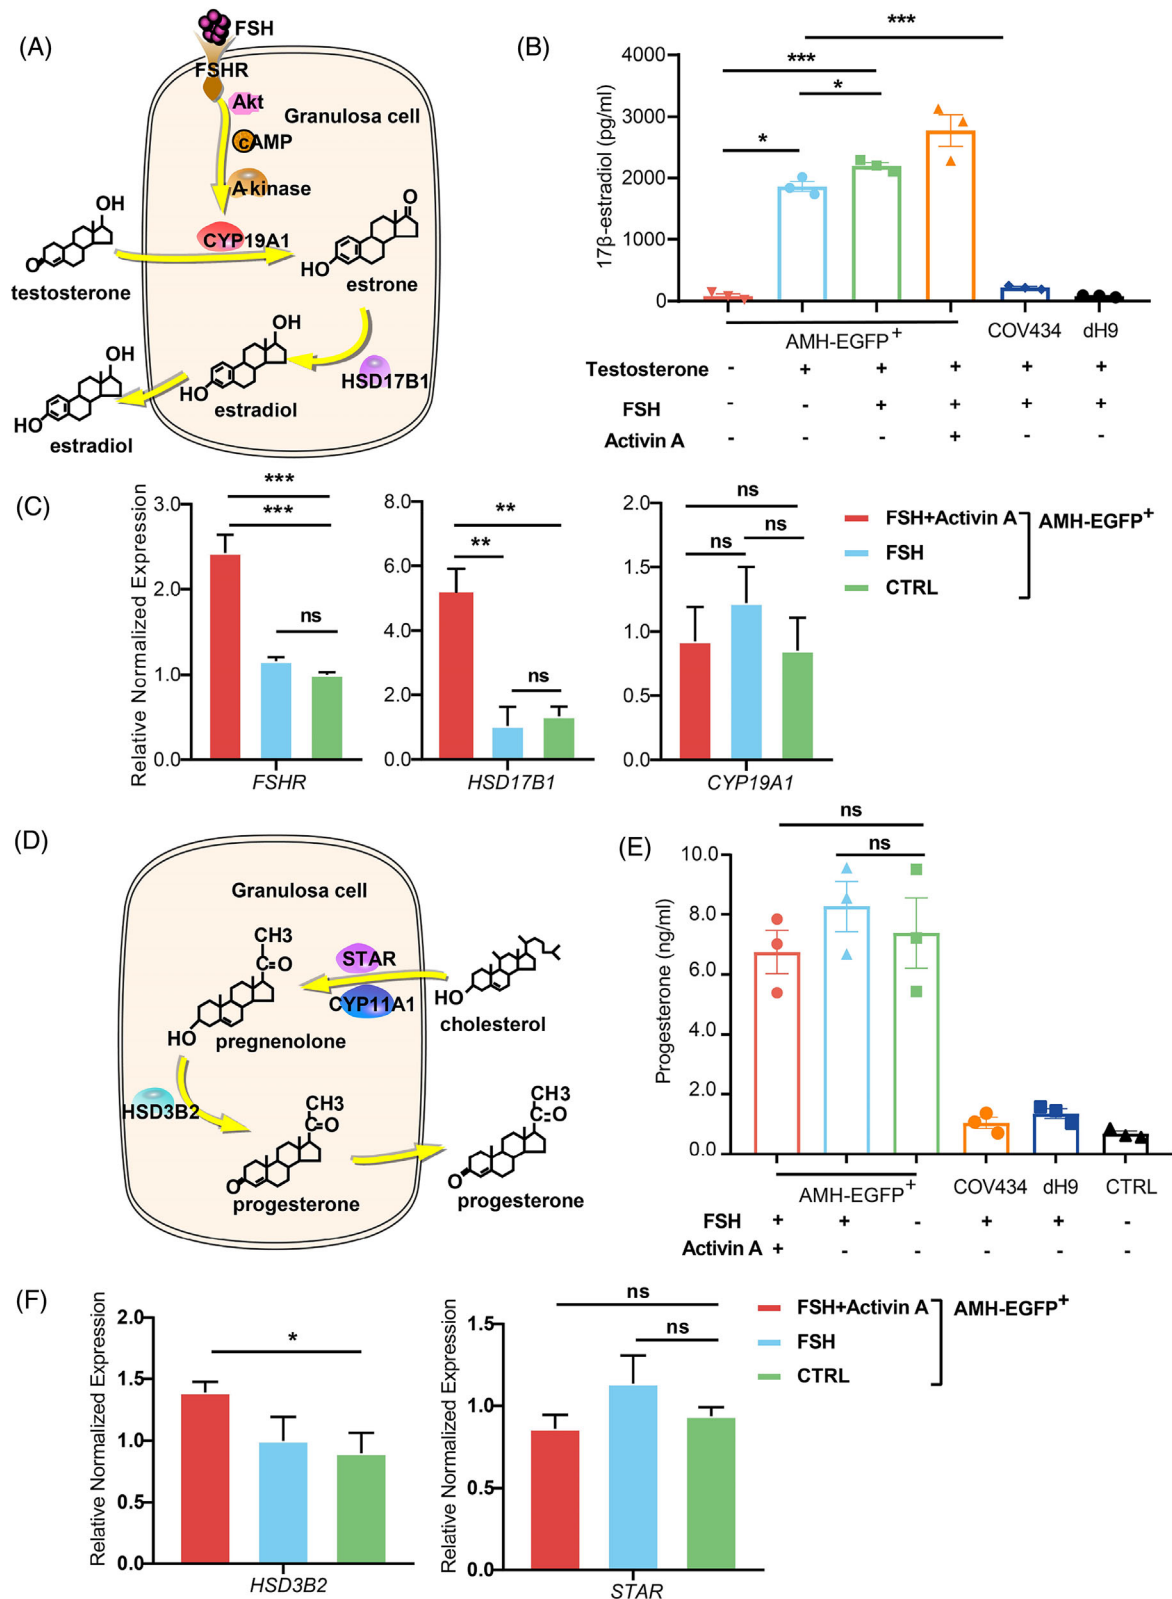 (A)
FSH
FSHR
Akt
Granulosa cell
cAMP
A-kinase
CYP19A1
OH
O
testosterone
O
HO
estrone
OH
HSD17B1
HO
estradiol
OH
HO
estradiol
(B)
***
***
*
*
17β-estradiol (pg/ml)
4000
3000
2000
1000
0
AMH-EGFP+
COV434
dH9
Testosterone - + + + + +
FSH - - + + + +
Activin A - - - + - -
(C)
Relative Normalized Expression
3.0
2.0
1.0
0.0
***
***
ns
FSHR
8.0
6.0
4.0
2.0
0.0
**
**
ns
HSD17B1
2.0
1.5
1.0
0.5
0.0
ns
ns
ns
CYP19A1
FSH+Activin A
FSH
CTRL
AMH-EGFP+
(D)
Granulosa cell
CH3
C=O
HO
pregnenolone
STAR
CYP11A1
HO
cholesterol
HSD3B2
CH3
C=O
O
progesterone
CH3
C=O
O
progesterone
(E)
ns
ns
Progesterone (ng/ml)
10.0
8.0
6.0
4.0
2.0
0.0
AMH-EGFP+
COV434
dH9
CTRL
FSH + + - + + -
Activin A + - - - - -
(F)
Relative Normalized Expression
2.0
1.5
1.0
0.5
0.0
*
HSD3B2
Relative Normalized Expression
1.5
1.0
0.5
0.0
ns
ns
STAR
FSH+Activin A
FSH
CTRL
AMH-EGFP+